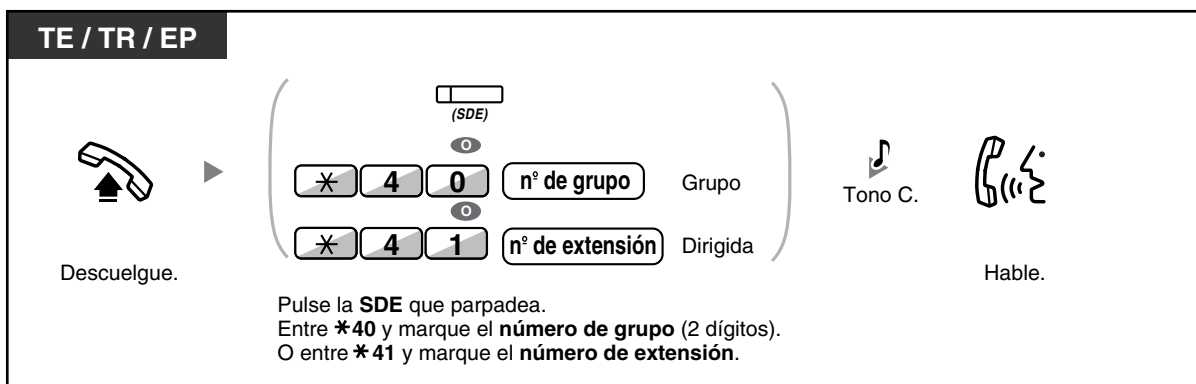 TE / TR / EP
(SDE)
O
* 4 0 nº de grupo Grupo
O
* 4 1 nº de extensión Dirigida
Tono C.
Descuelgue.
Hable.
Pulse la SDE que parpadea.
Entre *40 y marque el número de grupo (2 dígitos).
O entre *41 y marque el número de extensión.